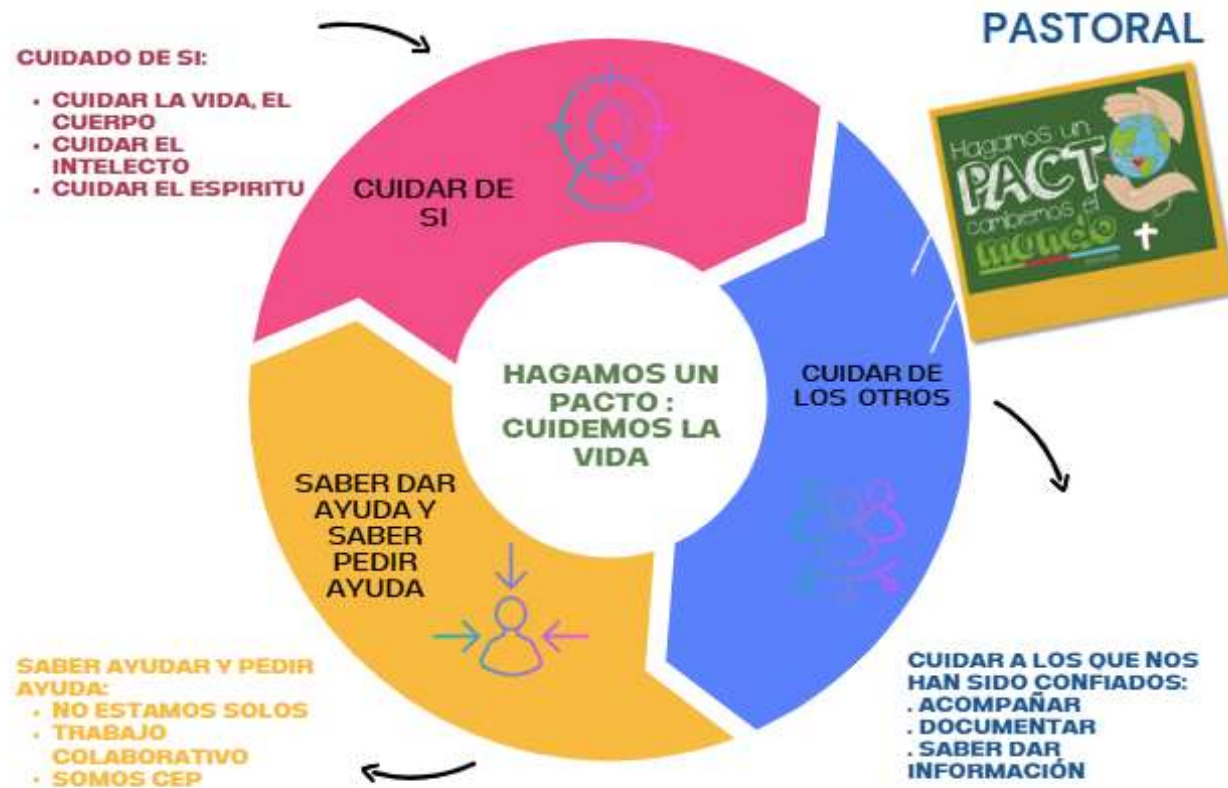 PASTORAL
CUIDADO DE SI:
• CUIDAR LA VIDA, EL
CUERPO
• CUIDAR EL
INTELECTO
• CUIDAR EL ESPIRITU
CUIDAR DE
SI
Hagamos un
PACT
cambiemos el
mundo
HAGAMOS UN
PACTO :
CUIDEMOS LA
VIDA
CUIDAR DE
LOS OTROS
SABER DAR
AYUDA Y
SABER
PEDIR
AYUDA
SABER AYUDAR Y PEDIR
AYUDA:
• NO ESTAMOS SOLOS
• TRABAJO
COLABORATIVO
• SOMOS CEP
CUIDAR A LOS QUE NOS
HAN SIDO CONFIADOS:
. ACOMPAÑAR
. DOCUMENTAR
. SABER DAR
INFORMACIÓN